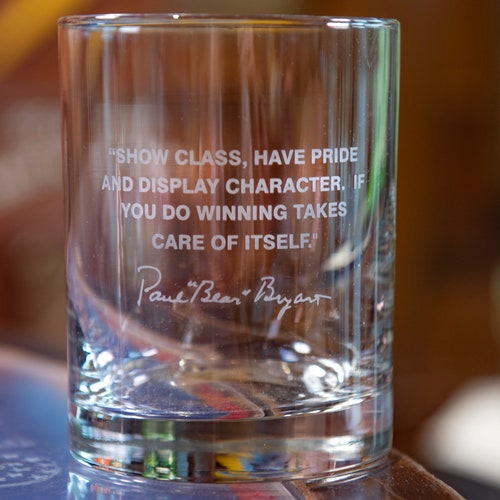 "SHOW CLASS, HAVE PRIDE
AND DISPLAY CHARACTER. IF
YOU DO WINNING TAKES
CARE OF ITSELF."
Paul "Bear" Bryant